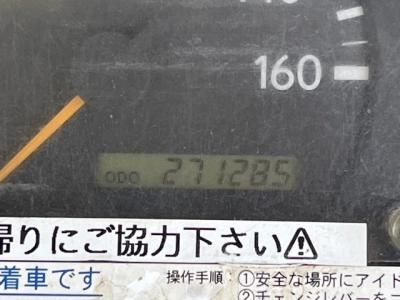 160
ODO 271285
帰りにご協力下さい⚠
着車です
操作手順：①安全な場所にアイド
②チェンジレバーを